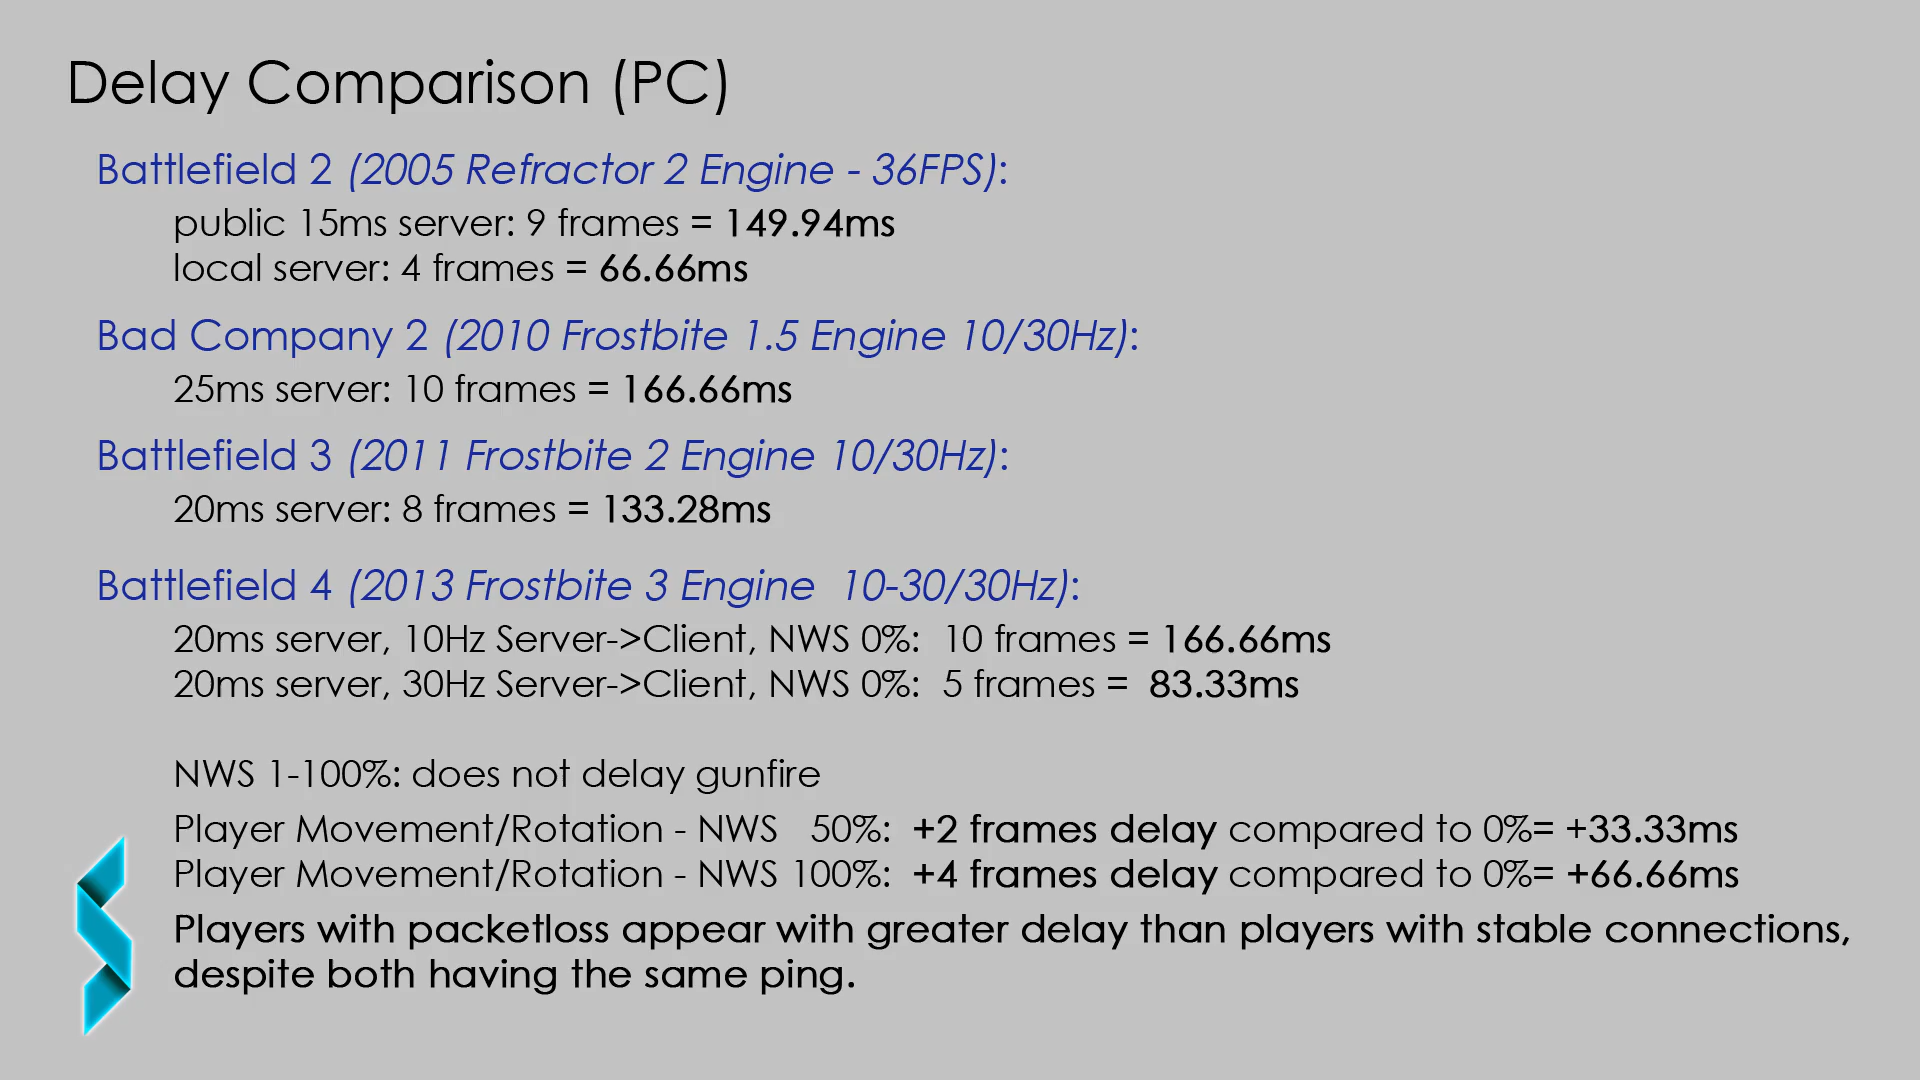 Delay Comparison (PC)
Battlefield 2 (2005 Refractor 2 Engine - 36FPS):
public 15ms server: 9 frames = 149.94ms
local server: 4 frames = 66.66ms
Bad Company 2 (2010 Frostbite 1.5 Engine 10/30Hz):
25ms server: 10 frames = 166.66ms
Battlefield 3 (2011 Frostbite 2 Engine 10/30Hz):
20ms server: 8 frames = 133.28ms
Battlefield 4 (2013 Frostbite 3 Engine  10-30/30Hz):
20ms server, 10Hz Server->Client, NWS 0%:  10 frames = 166.66ms
20ms server, 30Hz Server->Client, NWS 0%:  5 frames =  83.33ms
NWS 1-100%: does not delay gunfire
Player Movement/Rotation - NWS   50%:  +2 frames delay compared to 0%= +33.33ms
Player Movement/Rotation - NWS 100%:  +4 frames delay compared to 0%= +66.66ms
Players with packetloss appear with greater delay than players with stable connections,
despite both having the same ping.